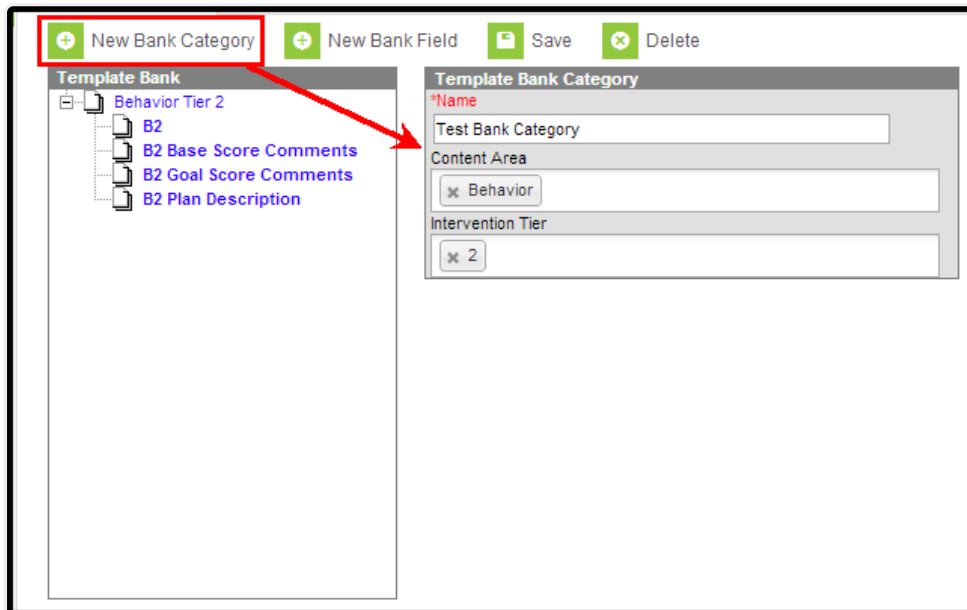 New Bank Category New Bank Field Save Delete
Template Bank
Behavior Tier 2
B2
B2 Base Score Comments
B2 Goal Score Comments
B2 Plan Description
Template Bank Category
*Name
Test Bank Category
Content Area
Behavior
Intervention Tier
2